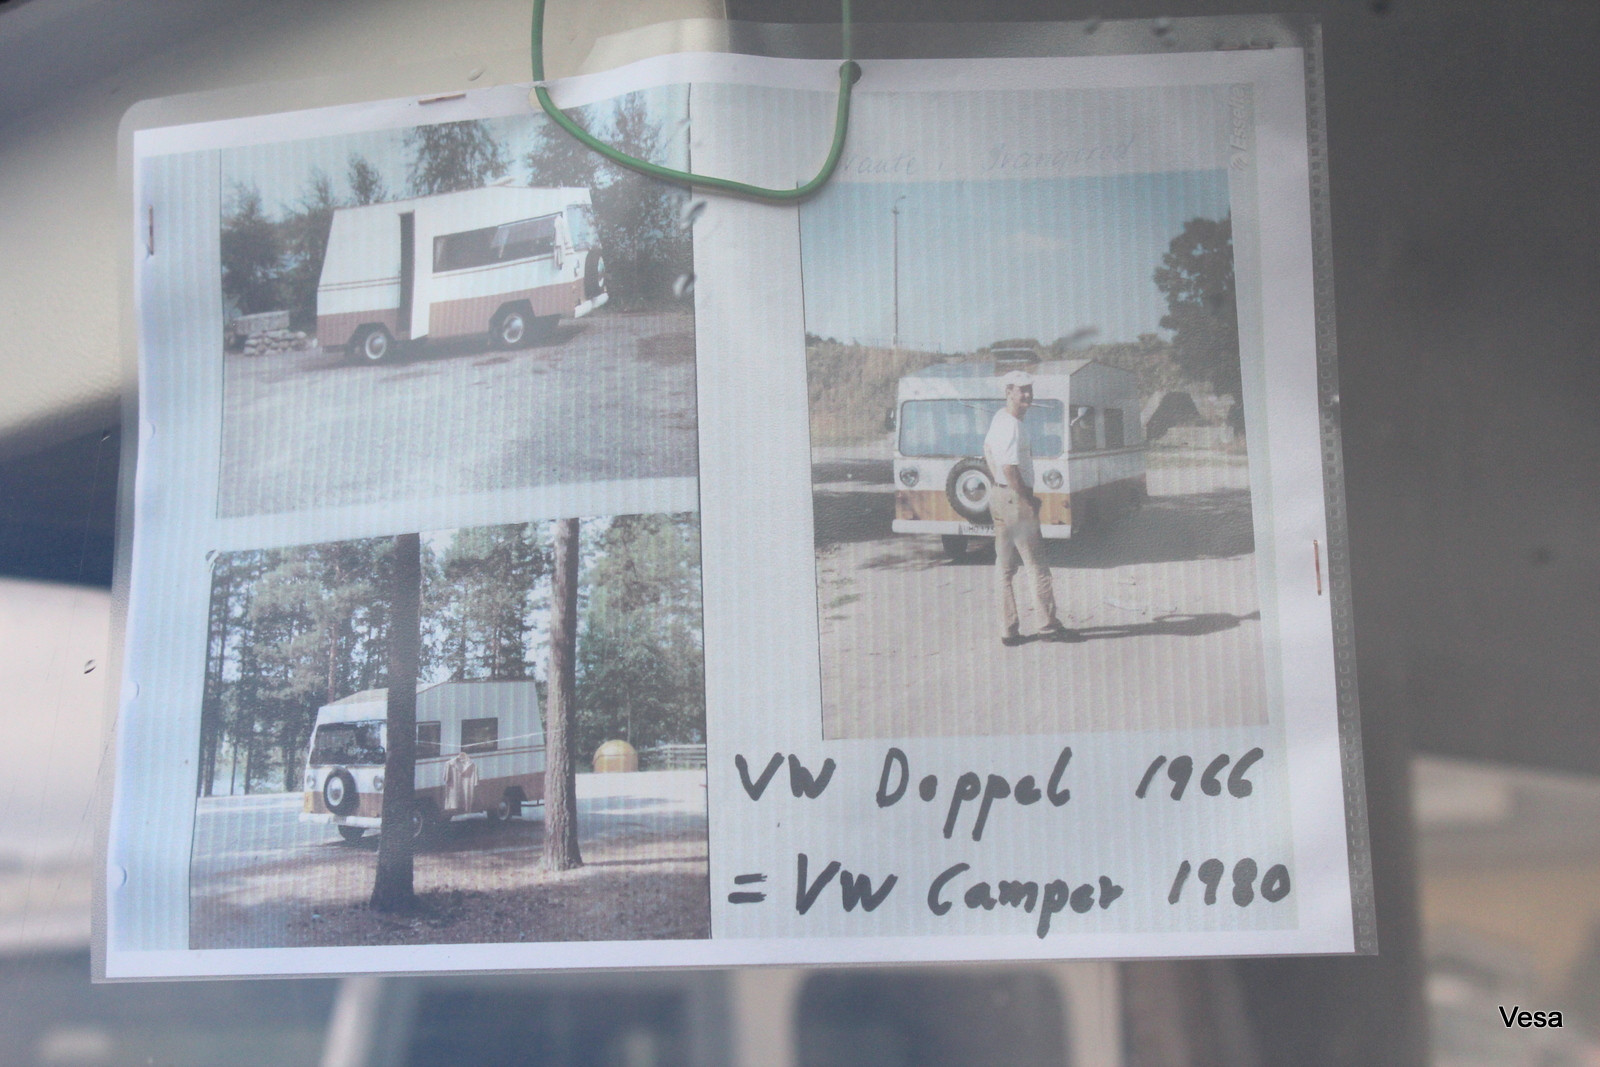 VW Doppel 1966
= VW Camper 1980
Vesa